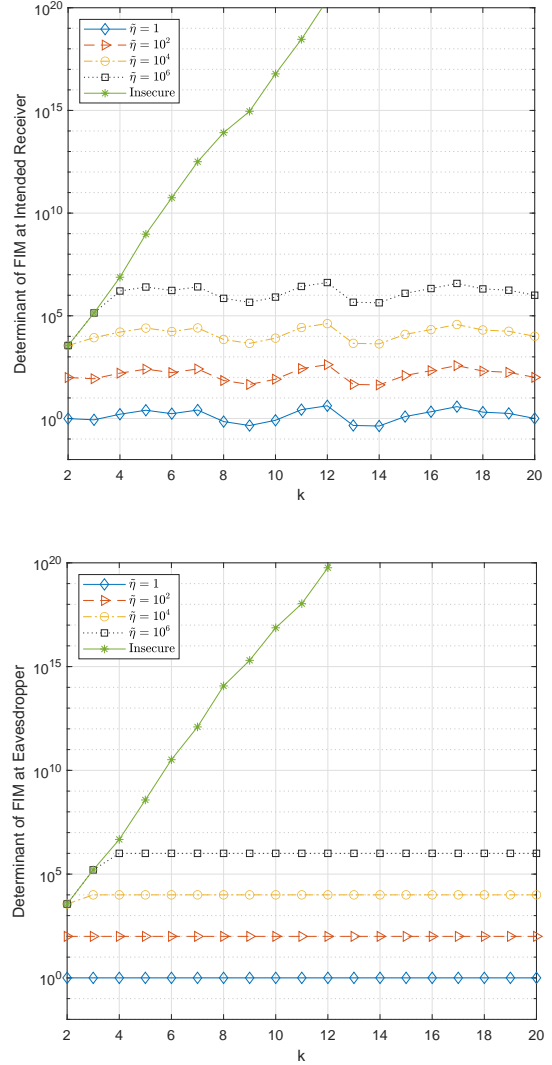 10^20
10^15
10^10
10^5
10^0
Determinant of FIM at Intended Receiver
η̃ = 1
η̃ = 10^2
η̃ = 10^4
η̃ = 10^6
Insecure
2 4 6 8 10 12 14 16 18 20
k
10^20
10^15
10^10
10^5
10^0
Determinant of FIM at Eavesdropper
η̃ = 1
η̃ = 10^2
η̃ = 10^4
η̃ = 10^6
Insecure
2 4 6 8 10 12 14 16 18 20
k